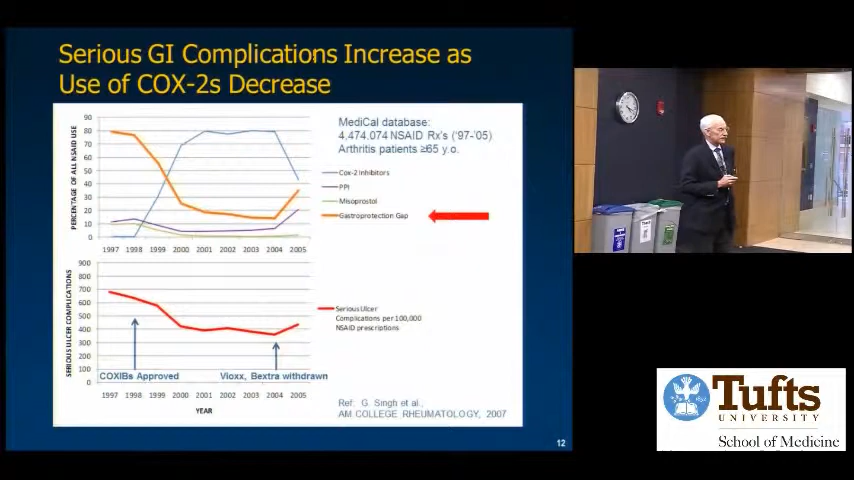 Serious GI Complications Increase as
Use of COX-2s Decrease
MediCal database:
4,474.074 NSAID Rx's ('97-'05)
Arthritis patients ≥65 y.o.
PERCENTAGE OF ALL NSAID USE
90
80
70
60
50
40
30
20
10
0
1997 1998 1999 2000 2001 2002 2003 2004 2005
Cox-2 Inhibitors
PPI
Misoprostol
Gastroprotection Gap
SERIOUS ULCER COMPLICATIONS
900
800
700
600
500
400
300
200
100
0
Serious Ulcer
Complications per 100,000
NSAID prescriptions
COXIBs Approved
Vioxx, Bextra withdrawn
1997 1998 1999 2000 2001 2002 2003 2004 2005
YEAR
Ref: G. Singh et al.,
AM COLLEGE RHEUMATOLOGY, 2007
12
Tufts
UNIVERSITY
School of Medicine